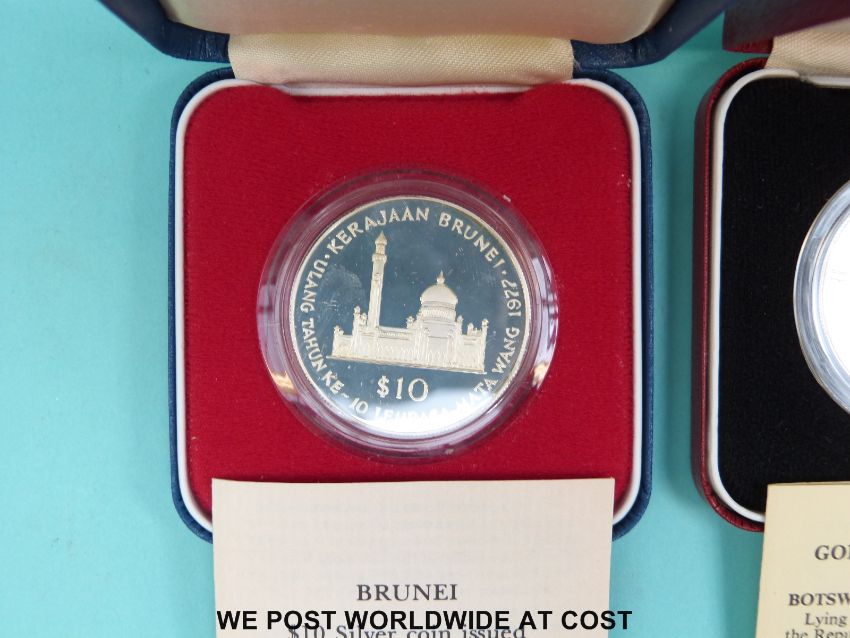 KERAJAAN BRUNEI · 1977
ULANG TAHUN KE-10 LEMBAGA MATA WANG
$10
BRUNEI
$10 Silver coin issued
WE POST WORLDWIDE AT COST
BOTSW
Lying
the Rep